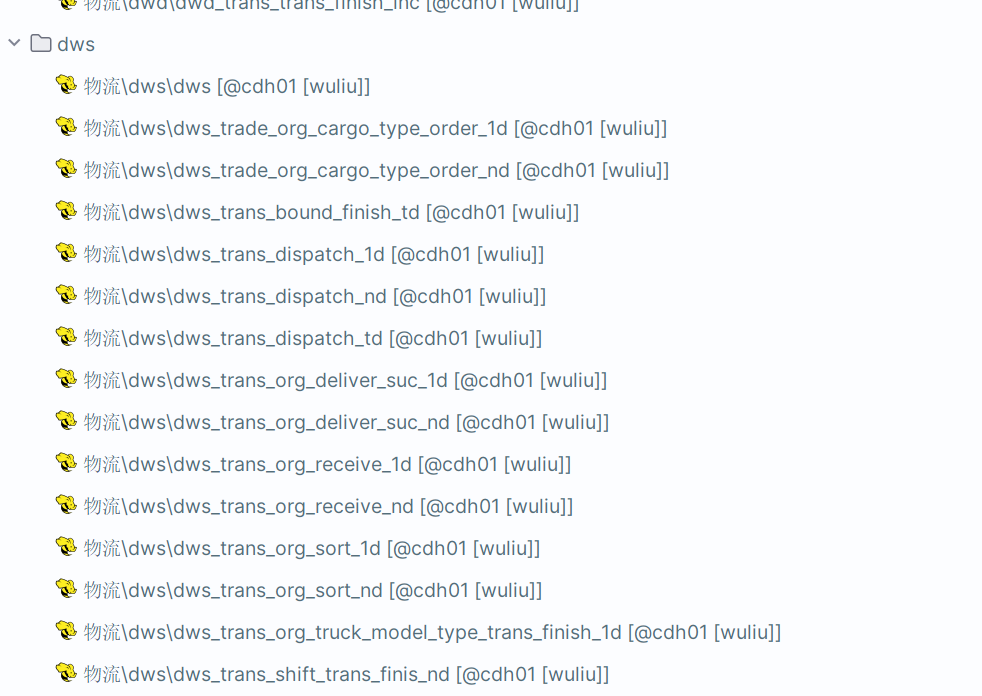 物流\dwd\dwd_trans_trans_finish_inc [@cdh01 [wuliu]]
dws
物流\dws\dws [@cdh01 [wuliu]]
物流\dws\dws_trade_org_cargo_type_order_1d [@cdh01 [wuliu]]
物流\dws\dws_trade_org_cargo_type_order_nd [@cdh01 [wuliu]]
物流\dws\dws_trans_bound_finish_td [@cdh01 [wuliu]]
物流\dws\dws_trans_dispatch_1d [@cdh01 [wuliu]]
物流\dws\dws_trans_dispatch_nd [@cdh01 [wuliu]]
物流\dws\dws_trans_dispatch_td [@cdh01 [wuliu]]
物流\dws\dws_trans_org_deliver_suc_1d [@cdh01 [wuliu]]
物流\dws\dws_trans_org_deliver_suc_nd [@cdh01 [wuliu]]
物流\dws\dws_trans_org_receive_1d [@cdh01 [wuliu]]
物流\dws\dws_trans_org_receive_nd [@cdh01 [wuliu]]
物流\dws\dws_trans_org_sort_1d [@cdh01 [wuliu]]
物流\dws\dws_trans_org_sort_nd [@cdh01 [wuliu]]
物流\dws\dws_trans_org_truck_model_type_trans_finish_1d [@cdh01 [wuliu]]
物流\dws\dws_trans_shift_trans_finis_nd [@cdh01 [wuliu]]